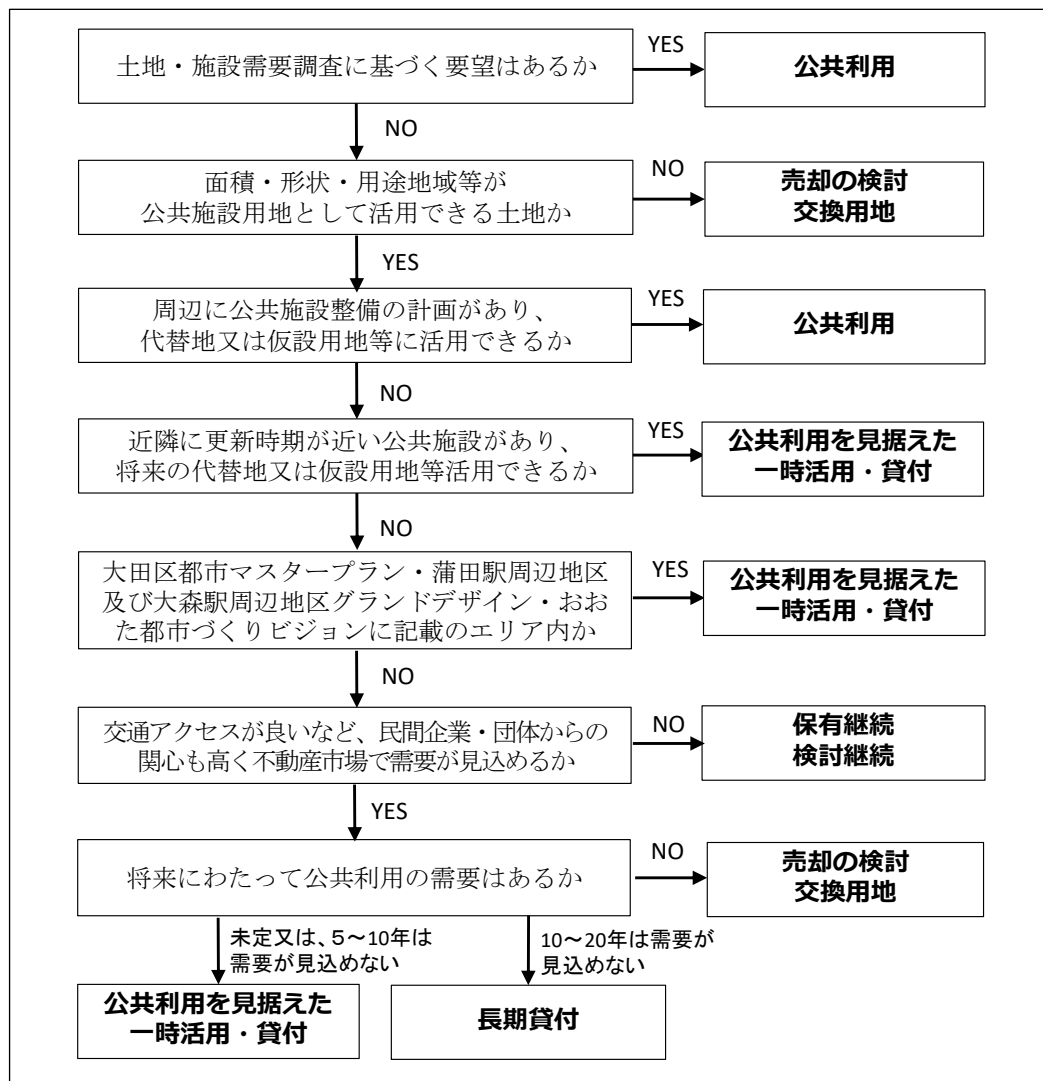 土地・施設需要調査に基づく要望はあるか
YES
公共利用
NO
面積・形状・用途地域等が
公共施設用地として活用できる土地か
NO
売却の検討
交換用地
YES
周辺に公共施設整備の計画があり、
代替地又は仮設用地等に活用できるか
YES
公共利用
NO
近隣に更新時期が近い公共施設があり、
将来の代替地又は仮設用地等活用できるか
YES
公共利用を見据えた
一時活用・貸付
NO
大田区都市マスタープラン・蒲田駅周辺地区
及び大森駅周辺地区グランドデザイン・おお
た都市づくりビジョンに記載のエリア内か
YES
公共利用を見据えた
一時活用・貸付
NO
交通アクセスが良いなど、民間企業・団体からの
関心も高く不動産市場で需要が見込めるか
NO
保有継続
検討継続
YES
将来にわたって公共利用の需要はあるか
NO
売却の検討
交換用地
未定又は、5～10年は
需要が見込めない
10～20年は需要が
見込めない
公共利用を見据えた
一時活用・貸付
長期貸付